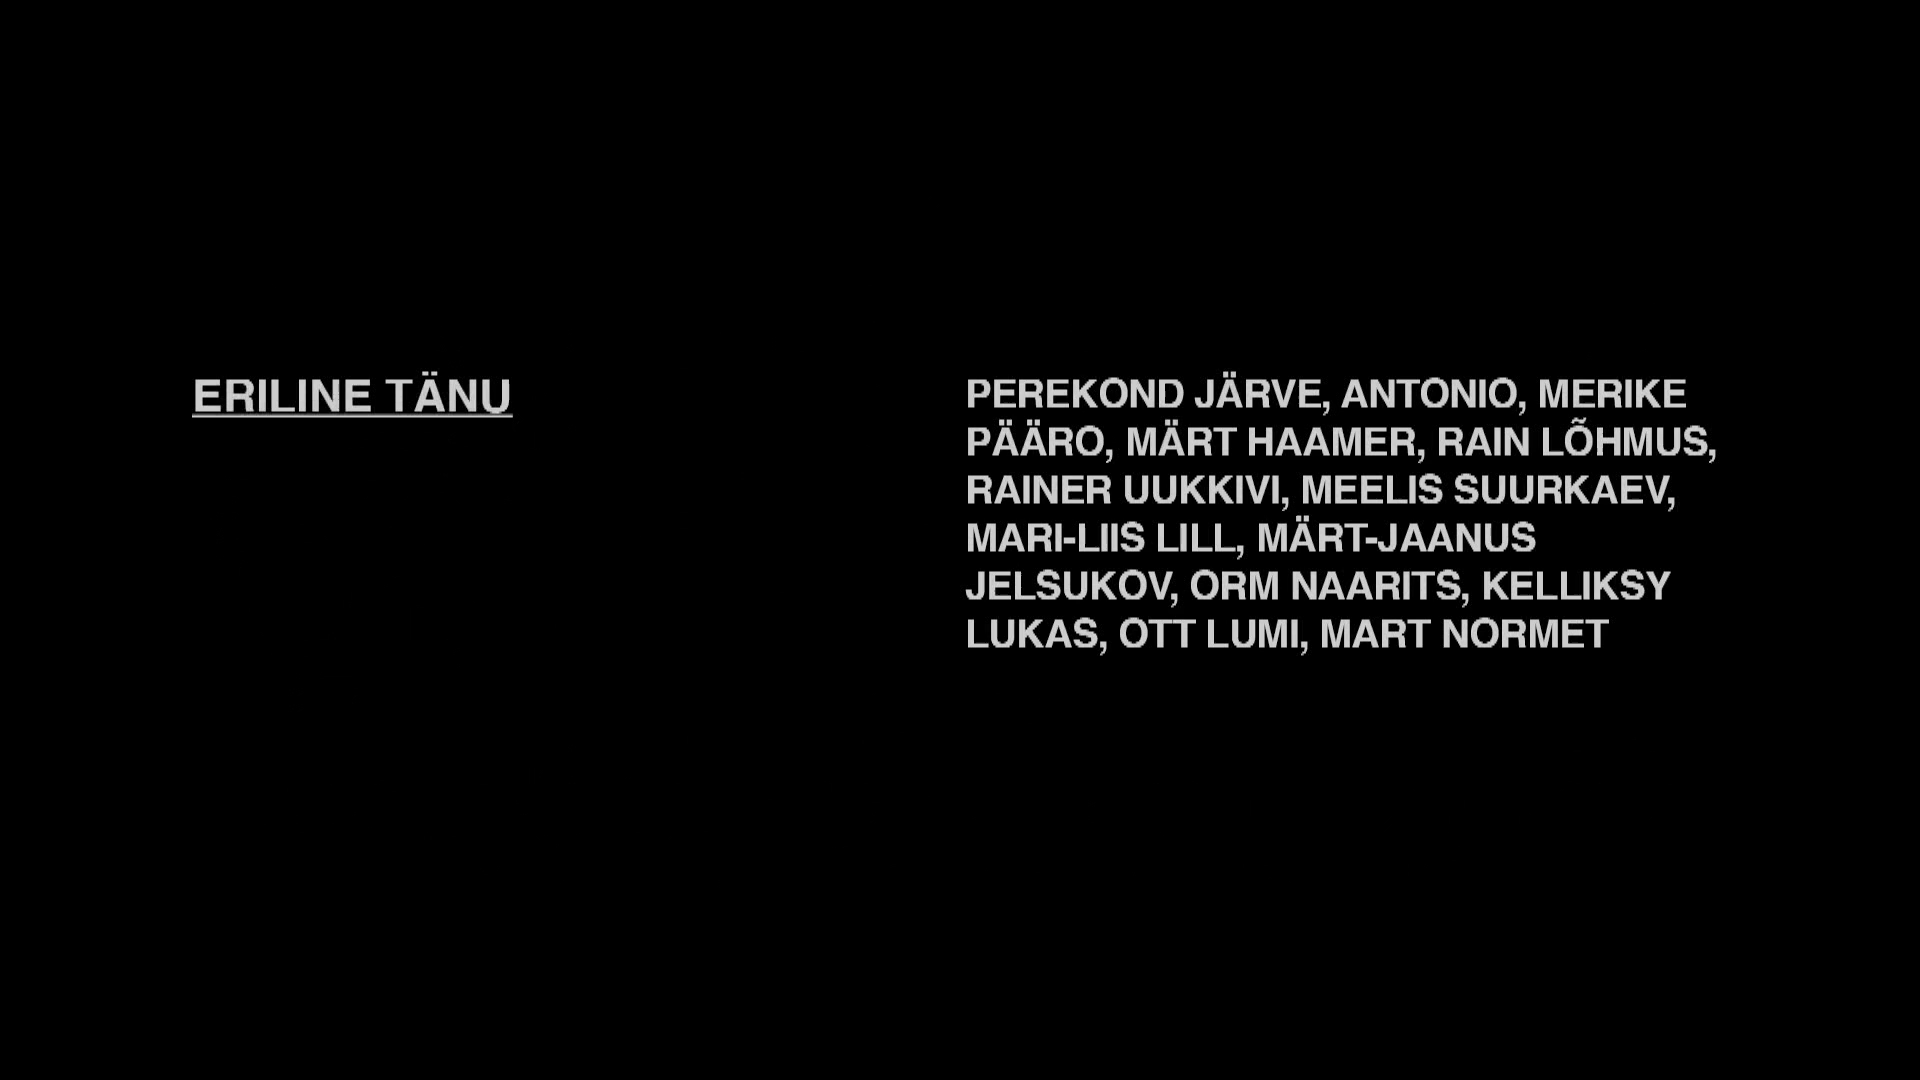 ERILINE TÄNU
PEREKOND JÄRVE, ANTONIO, MERIKE
PÄÄRO, MÄRT HAAMER, RAIN LÕHMUS,
RAINER UUKKIVI, MEELIS SUURKAEV,
MARI-LIIS LILL, MÄRT-JAANUS
JELSUKOV, ORM NAARITS, KELLIKSY
LUKAS, OTT LUMI, MART NORMET